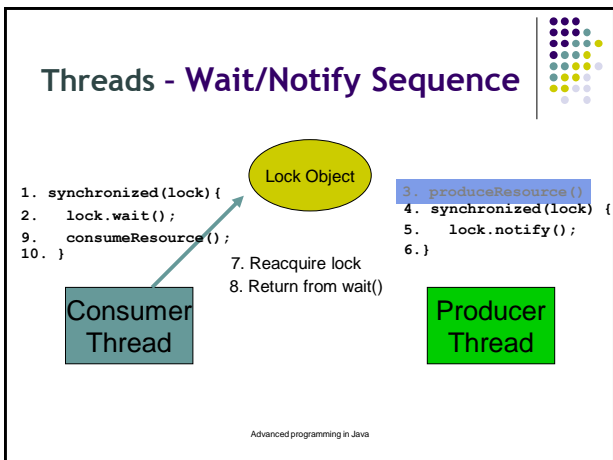 Threads - Wait/Notify Sequence
Lock Object
1. synchronized(lock){
2. lock.wait();
9. consumeResource();
10. }
3. produceResource()
4. synchronized(lock) {
5. lock.notify();
6.}
7. Reacquire lock
8. Return from wait()
Consumer
Thread
Producer
Thread
Advanced programming in Java